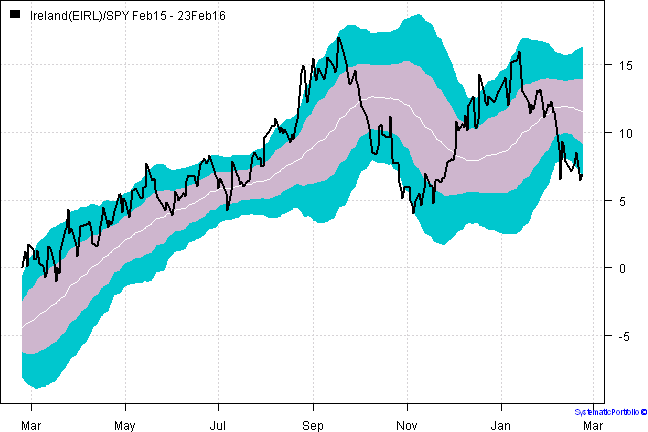 Ireland(EIRL)/SPY Feb15 - 23Feb16
15
10
5
0
-5
SystematicPortfolio ©
Mar May Jul Sep Nov Jan Mar